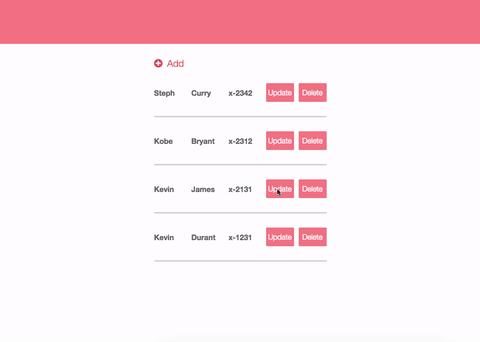 Add
Steph Curry x-2342 Update Delete
Kobe Bryant x-2312 Update Delete
Kevin James x-2131 Update Delete
Kevin Durant x-1231 Update Delete